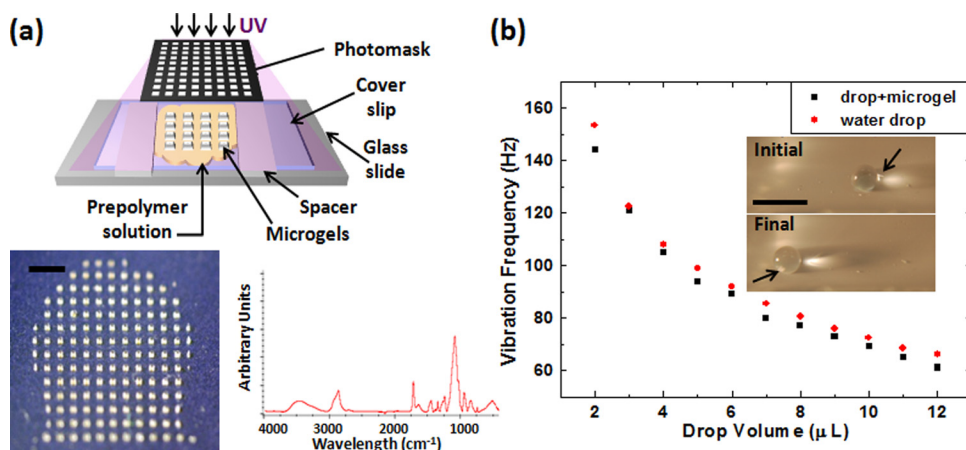 (a)
UV
Photomask
Cover
slip
Glass
slide
Prepolymer
solution
Spacer
Microgels
Arbitrary Units
4000 3000 2000 1000
Wavelength (cm⁻¹)
(b)
drop+microgel
water drop
Initial
Final
Vibration Frequency (Hz)
160
140
120
100
80
60
2 4 6 8 10 12
Drop Volume (μ L)